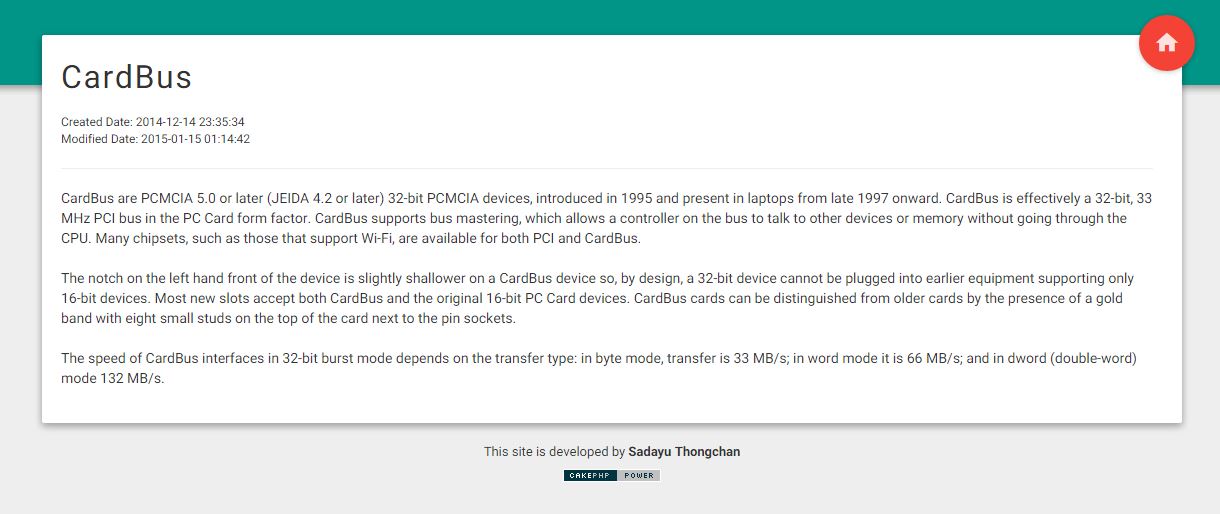 CardBus
Created Date: 2014-12-14 23:35:34
Modified Date: 2015-01-15 01:14:42
CardBus are PCMCIA 5.0 or later (JEIDA 4.2 or later) 32-bit PCMCIA devices, introduced in 1995 and present in laptops from late 1997 onward. CardBus is effectively a 32-bit, 33
MHz PCI bus in the PC Card form factor. CardBus supports bus mastering, which allows a controller on the bus to talk to other devices or memory without going through the
CPU. Many chipsets, such as those that support Wi-Fi, are available for both PCI and CardBus.
The notch on the left hand front of the device is slightly shallower on a CardBus device so, by design, a 32-bit device cannot be plugged into earlier equipment supporting only
16-bit devices. Most new slots accept both CardBus and the original 16-bit PC Card devices. CardBus cards can be distinguished from older cards by the presence of a gold
band with eight small studs on the top of the card next to the pin sockets.
The speed of CardBus interfaces in 32-bit burst mode depends on the transfer type: in byte mode, transfer is 33 MB/s; in word mode it is 66 MB/s; and in dword (double-word)
mode 132 MB/s.
This site is developed by Sadayu Thongchan
CAKEPHP POWER